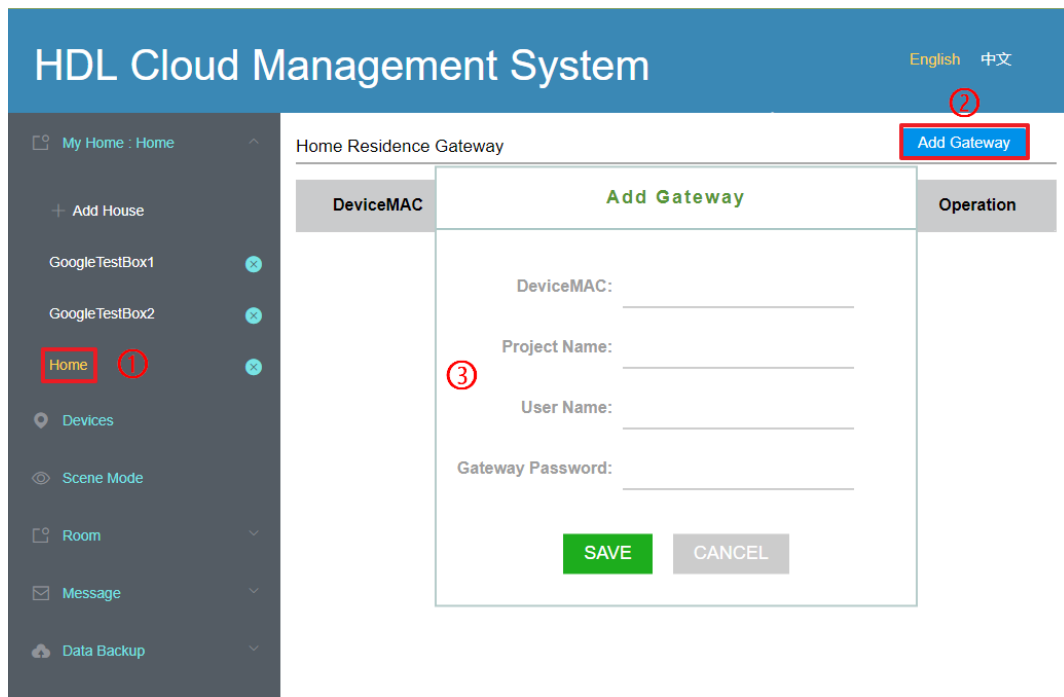 HDL Cloud Management System
English 中文
②
My Home : Home
Home Residence Gateway
Add Gateway
Add House
GoogleTestBox1
GoogleTestBox2
Home ①
Devices
Scene Mode
Room
Message
Data Backup
DeviceMAC
Operation
Add Gateway
DeviceMAC:
Project Name:
③
User Name:
Gateway Password:
SAVE CANCEL